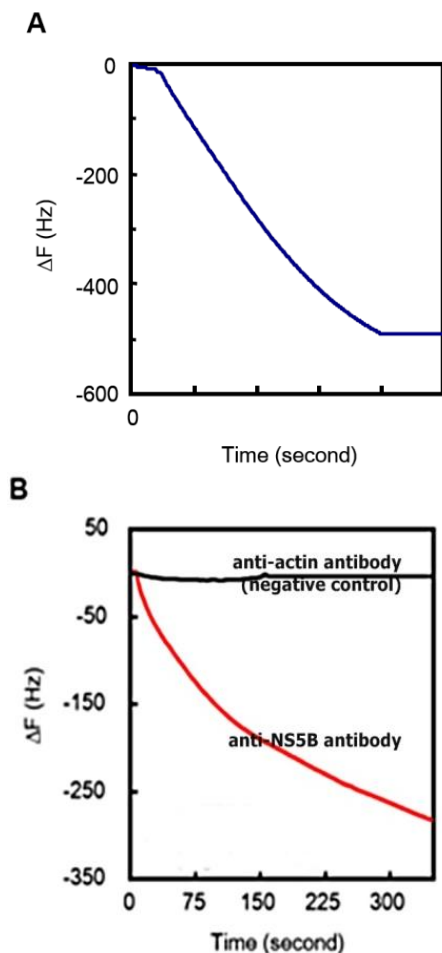 A
0
-200
-400
-600
ΔF (Hz)
0
Time (second)
B
50
-50
-150
-250
-350
ΔF (Hz)
anti-actin antibody
(negative control)
anti-NS5B antibody
0
75
150
225
300
Time (second)